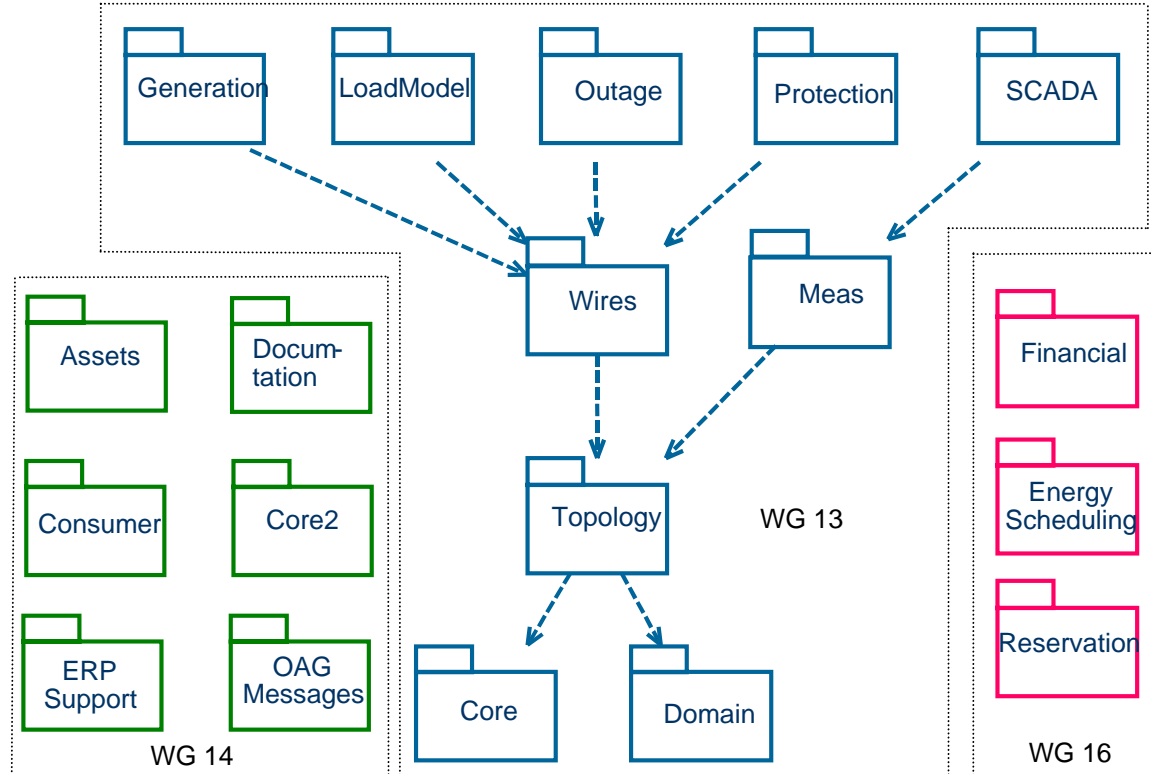 Generation
LoadModel
Outage
Protection
SCADA
Wires
Meas
Assets
Docum-
tation
Financial
Consumer
Core2
Topology
WG 13
Energy
Scheduling
ERP
Support
OAG
Messages
Core
Domain
Reservation
WG 14
WG 16